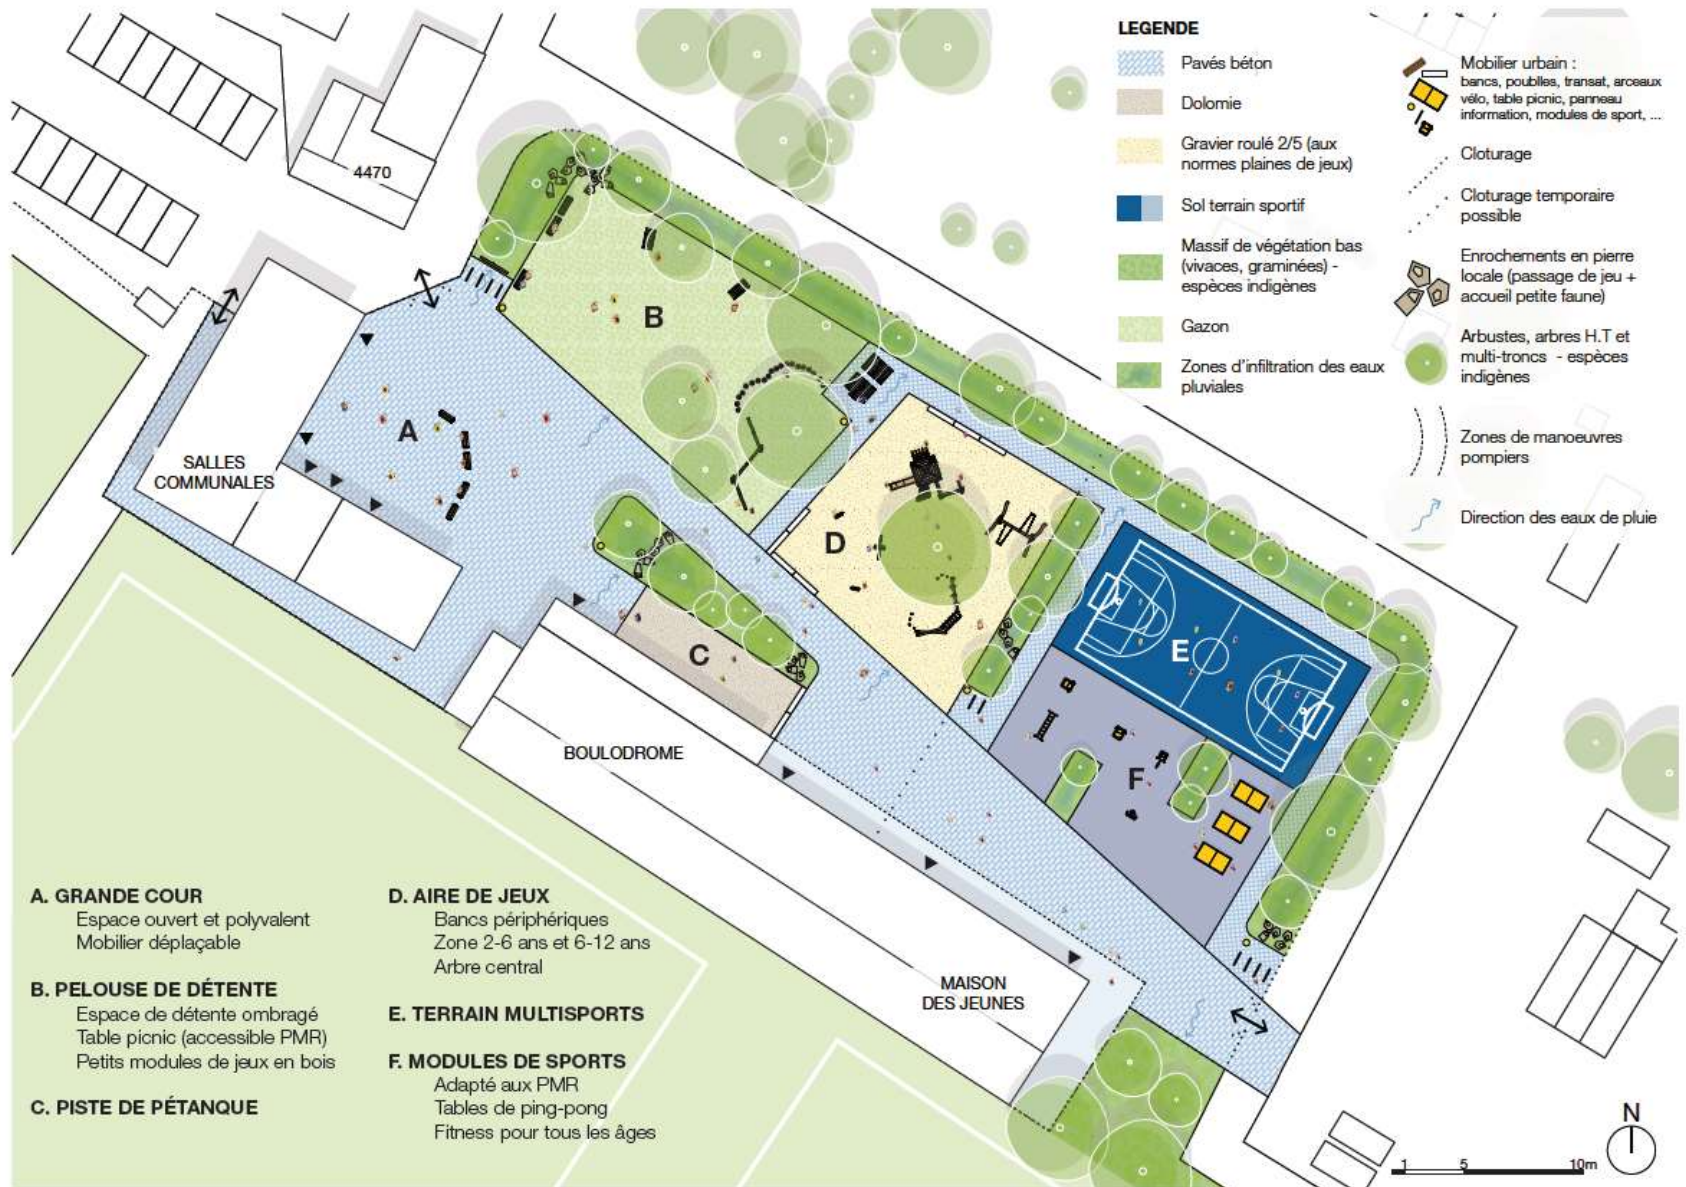 LEGENDE
Pavés béton
Dolomie
Gravier roulé 2/5 (aux
normes plaines de jeux)
Sol terrain sportif
Massif de végétation bas
(vivaces, graminées) -
espèces indigènes
Gazon
Zones d'infiltration des eaux
pluviales
Mobilier urbain :
bancs, poublles, transat, arceaux
vélo, table picnic, panneau
information, modules de sport, ...
Cloturage
Cloturage temporaire
possible
Enrochements en pierre
locale (passage de jeu +
accueil petite faune)
Arbustes, arbres H.T et
multi-troncs - espèces
indigènes
Zones de manoeuvres
pompiers
Direction des eaux de pluie
4470
B
A
SALLES
COMMUNALES
D
C
E
BOULODROME
F
MAISON
DES JEUNES
A. GRANDE COUR
Espace ouvert et polyvalent
Mobilier déplaçable
B. PELOUSE DE DÉTENTE
Espace de détente ombragé
Table picnic (accessible PMR)
Petits modules de jeux en bois
C. PISTE DE PÉTANQUE
D. AIRE DE JEUX
Bancs périphériques
Zone 2-6 ans et 6-12 ans
Arbre central
E. TERRAIN MULTISPORTS
F. MODULES DE SPORTS
Adapté aux PMR
Tables de ping-pong
Fitness pour tous les âges
N
1 5 10m